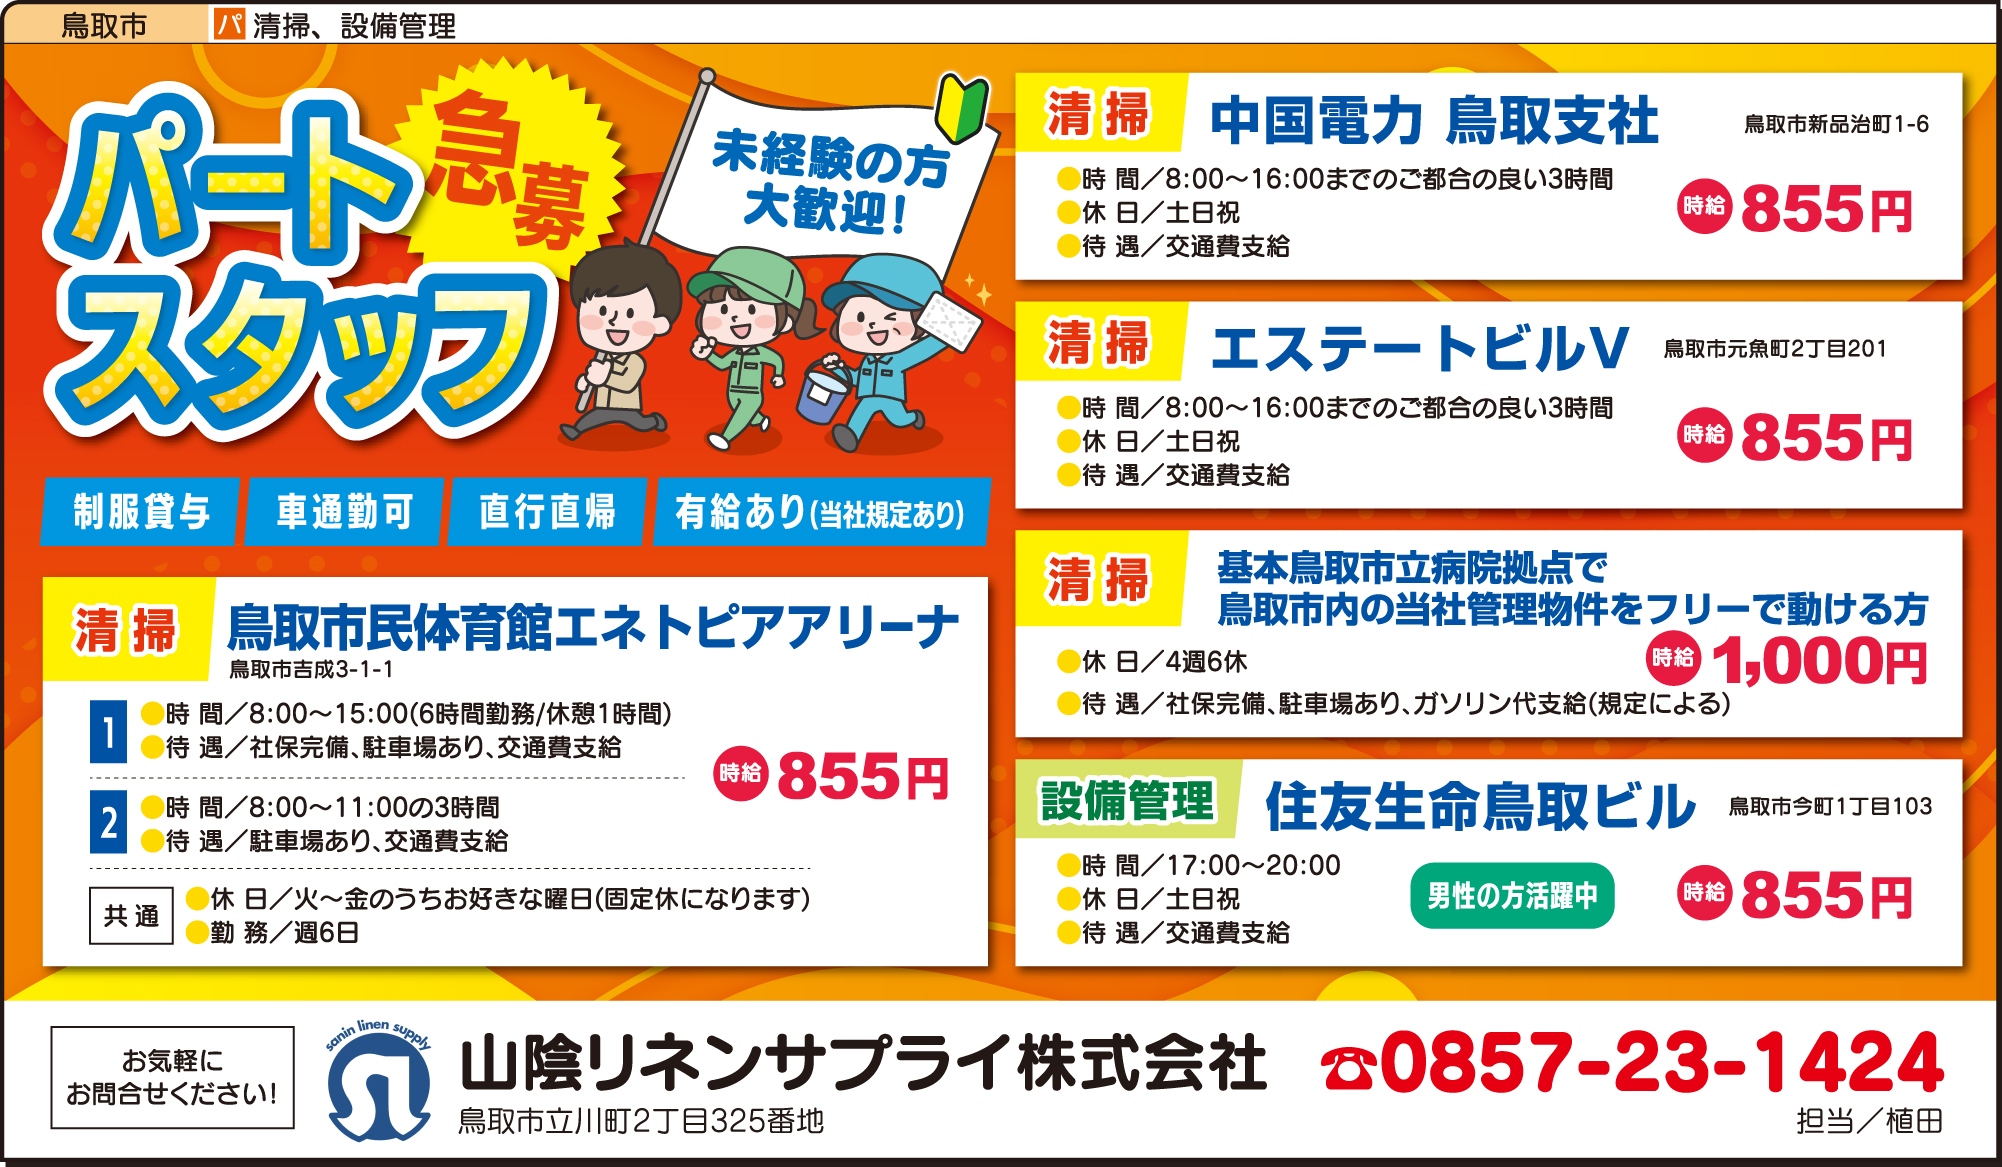 鳥取市
パ 清掃、設備管理
パート
スタッフ
急募
未経験の方
大歓迎!
制服貸与 車通勤可 直行直帰 有給あり(当社規定あり)
清掃 鳥取市民体育館エネトピアアリーナ
鳥取市吉成3-1-1
1
●時 間／8:00〜15:00(6時間勤務/休憩1時間)
●待 遇／社保完備、駐車場あり、交通費支給
2
●時 間／8:00〜11:00の3時間
●待 遇／駐車場あり、交通費支給
時給 855円
共通
●休 日／火〜金のうちお好きな曜日(固定休になります)
●勤 務／週6日
清掃 中国電力 鳥取支社 鳥取市新品治町1-6
●時 間／8:00〜16:00までのご都合の良い3時間
●休 日／土日祝
●待 遇／交通費支給
時給 855円
清掃 エステートビルV 鳥取市元魚町2丁目201
●時 間／8:00〜16:00までのご都合の良い3時間
●休 日／土日祝
●待 遇／交通費支給
時給 855円
清掃 基本鳥取市立病院拠点で
鳥取市内の当社管理物件をフリーで動ける方
●休 日／4週6休
時給 1,000円
●待 遇／社保完備、駐車場あり、ガソリン代支給(規定による)
設備管理 住友生命鳥取ビル 鳥取市今町1丁目103
●時 間／17:00〜20:00
●休 日／土日祝
●待 遇／交通費支給
男性の方活躍中
時給 855円
お気軽に
お問合せください!
sanin linen supply
山陰リネンサプライ株式会社
鳥取市立川町2丁目325番地
☎0857-23-1424
担当／植田